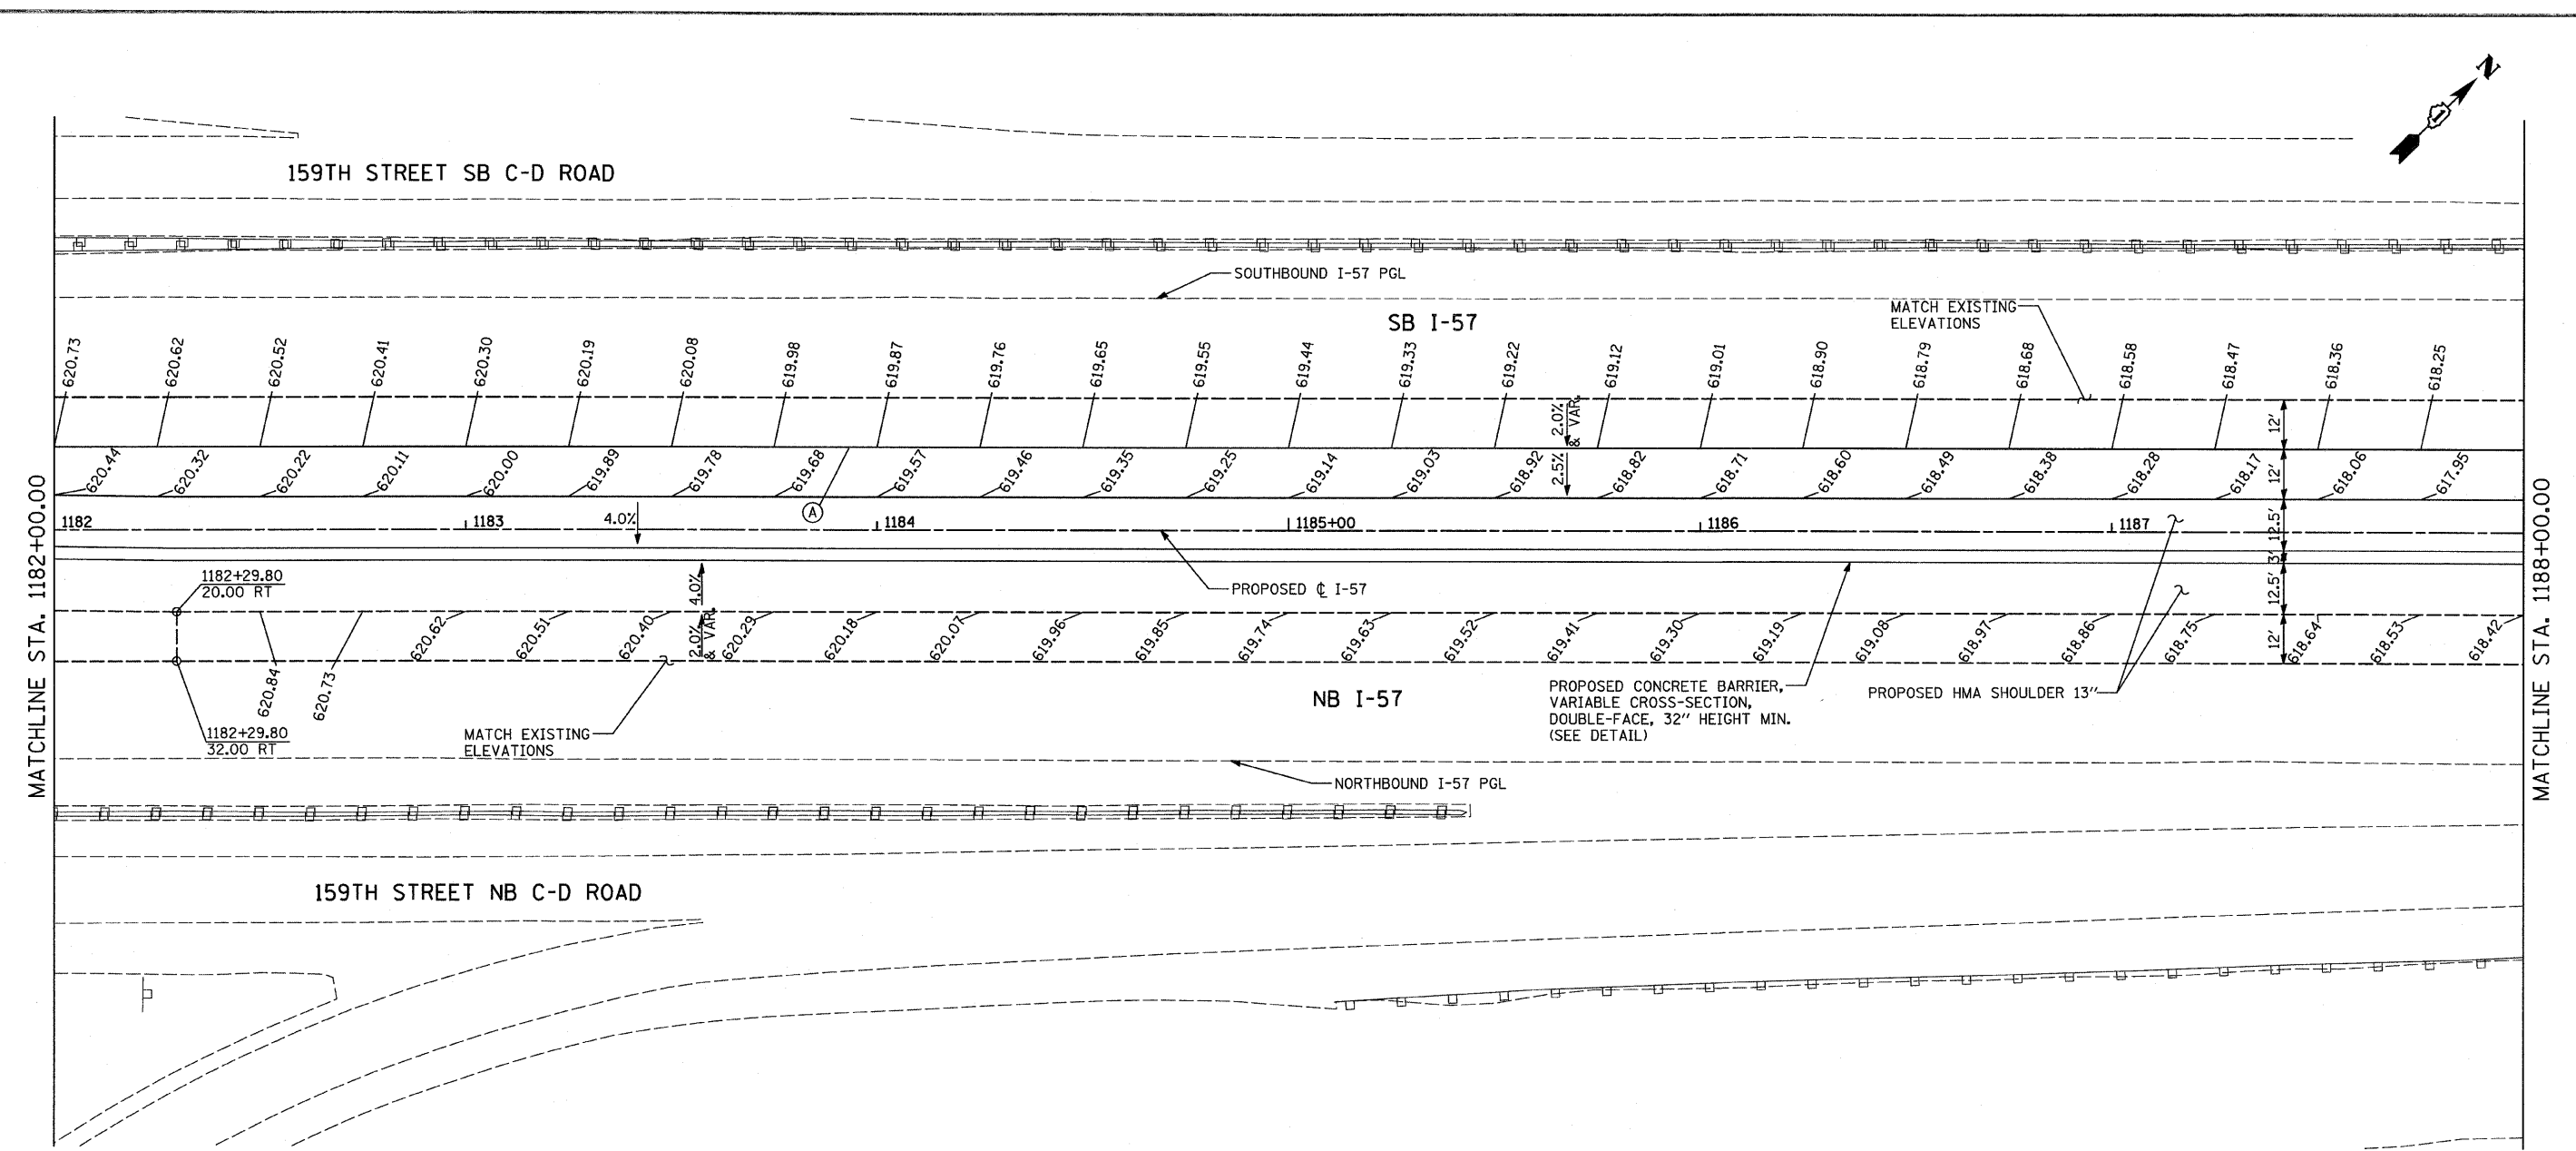 N
159TH STREET SB C-D ROAD
SOUTHBOUND I-57 PGL
SB I-57
MATCH EXISTING
ELEVATIONS
620.73 620.62 620.52 620.41 620.30 620.19 620.08 619.98 619.87 619.76 619.65 619.55 619.44 619.33 619.22 619.12 619.01 618.90 618.79 618.68 618.58 618.47 618.36 618.25
2.0%
& VAR.
12'
620.44 620.32 620.22 620.11 620.00 619.89 619.78 619.68 619.57 619.46 619.35 619.25 619.14 619.03 618.92 618.82 618.71 618.60 618.49 618.38 618.28 618.17 618.06 617.95
2.5%
12'
A
MATCHLINE STA. 1182+00.00
MATCHLINE STA. 1188+00.00
1182 1183 1184 1185+00 1186 1187
4.0%
12.5'
3'
PROPOSED ℄ I-57
1182+29.80
20.00 RT
4.0%
12.5'
2.0%
& VAR.
12'
620.84 620.73 620.62 620.51 620.40 620.29 620.18 620.07 619.96 619.85 619.74 619.63 619.52 619.41 619.30 619.19 619.08 618.97 618.86 618.75 618.64 618.53 618.42
1182+29.80
32.00 RT
MATCH EXISTING
ELEVATIONS
NB I-57
PROPOSED CONCRETE BARRIER,
VARIABLE CROSS-SECTION,
DOUBLE-FACE, 32" HEIGHT MIN.
(SEE DETAIL)
PROPOSED HMA SHOULDER 13"
NORTHBOUND I-57 PGL
159TH STREET NB C-D ROAD